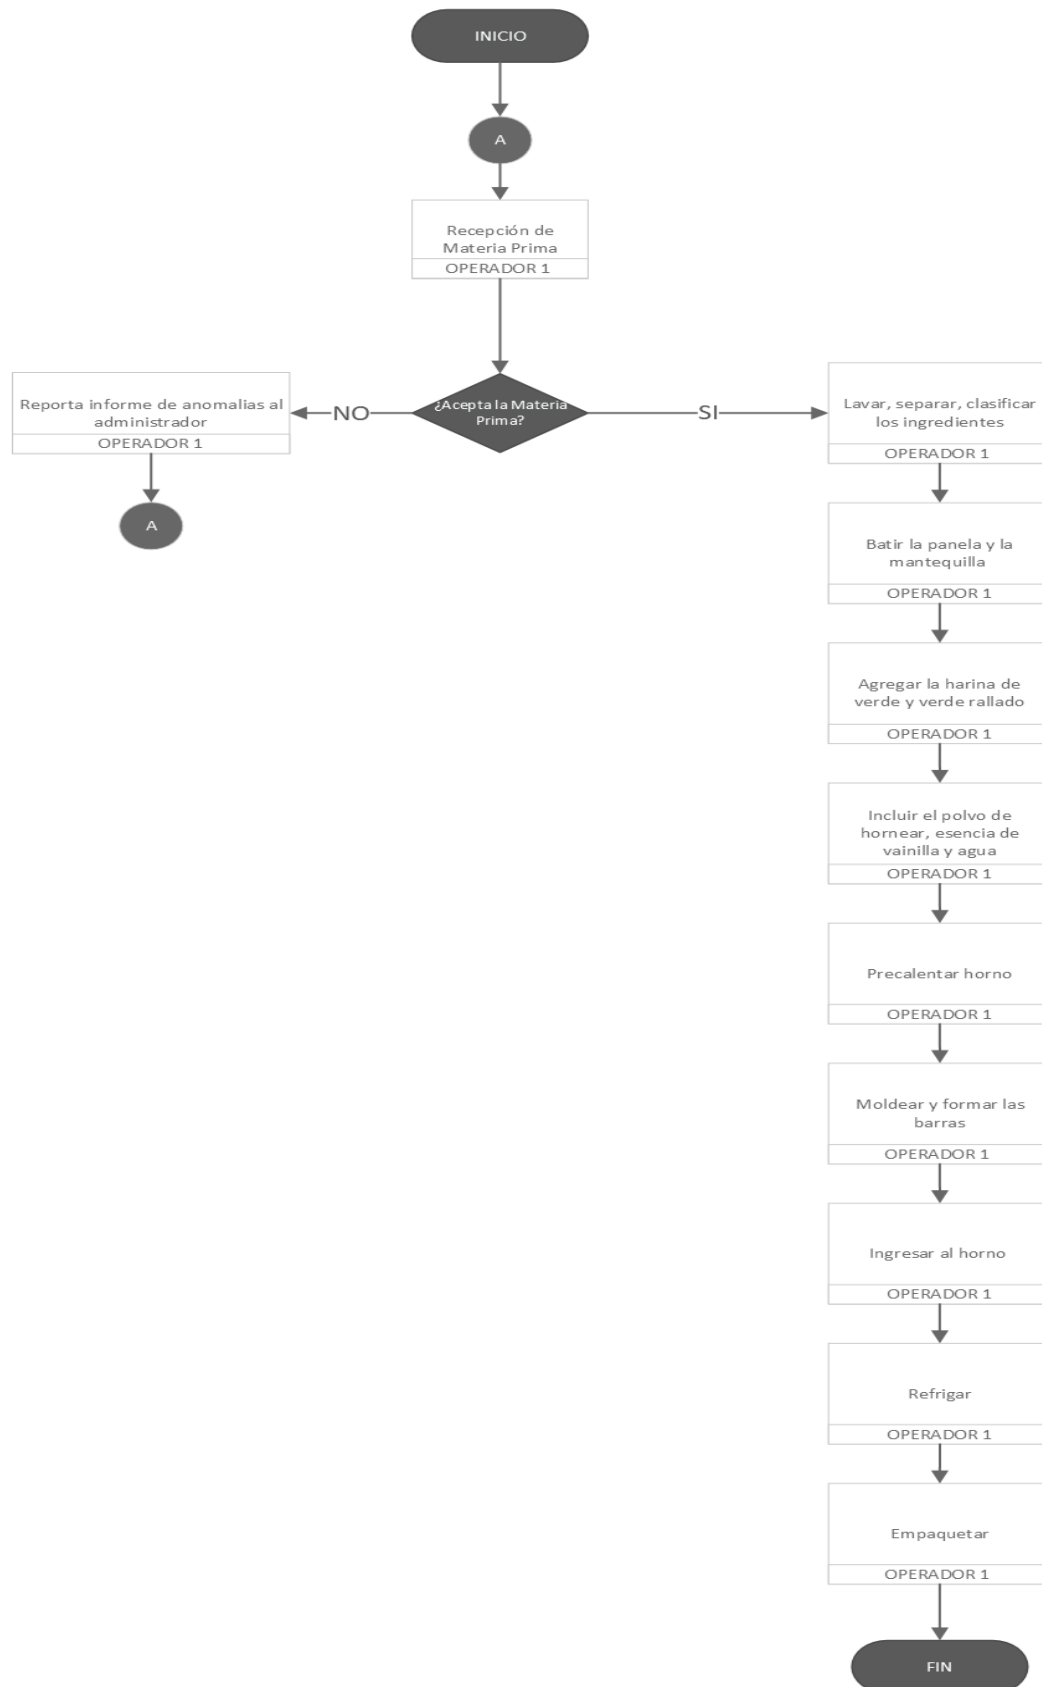 INICIO
A
Recepción de
Materia Prima
OPERADOR 1
¿Acepta la Materia
Prima?
NO
SI
Reporta informe de anomalias al
administrador
OPERADOR 1
A
Lavar, separar, clasificar
los ingredientes
OPERADOR 1
Batir la panela y la
mantequilla
OPERADOR 1
Agregar la harina de
verde y verde rallado
OPERADOR 1
Incluir el polvo de
hornear, esencia de
vainilla y agua
OPERADOR 1
Precalentar horno
OPERADOR 1
Moldear y formar las
barras
OPERADOR 1
Ingresar al horno
OPERADOR 1
Refrigar
OPERADOR 1
Empaquetar
OPERADOR 1
FIN